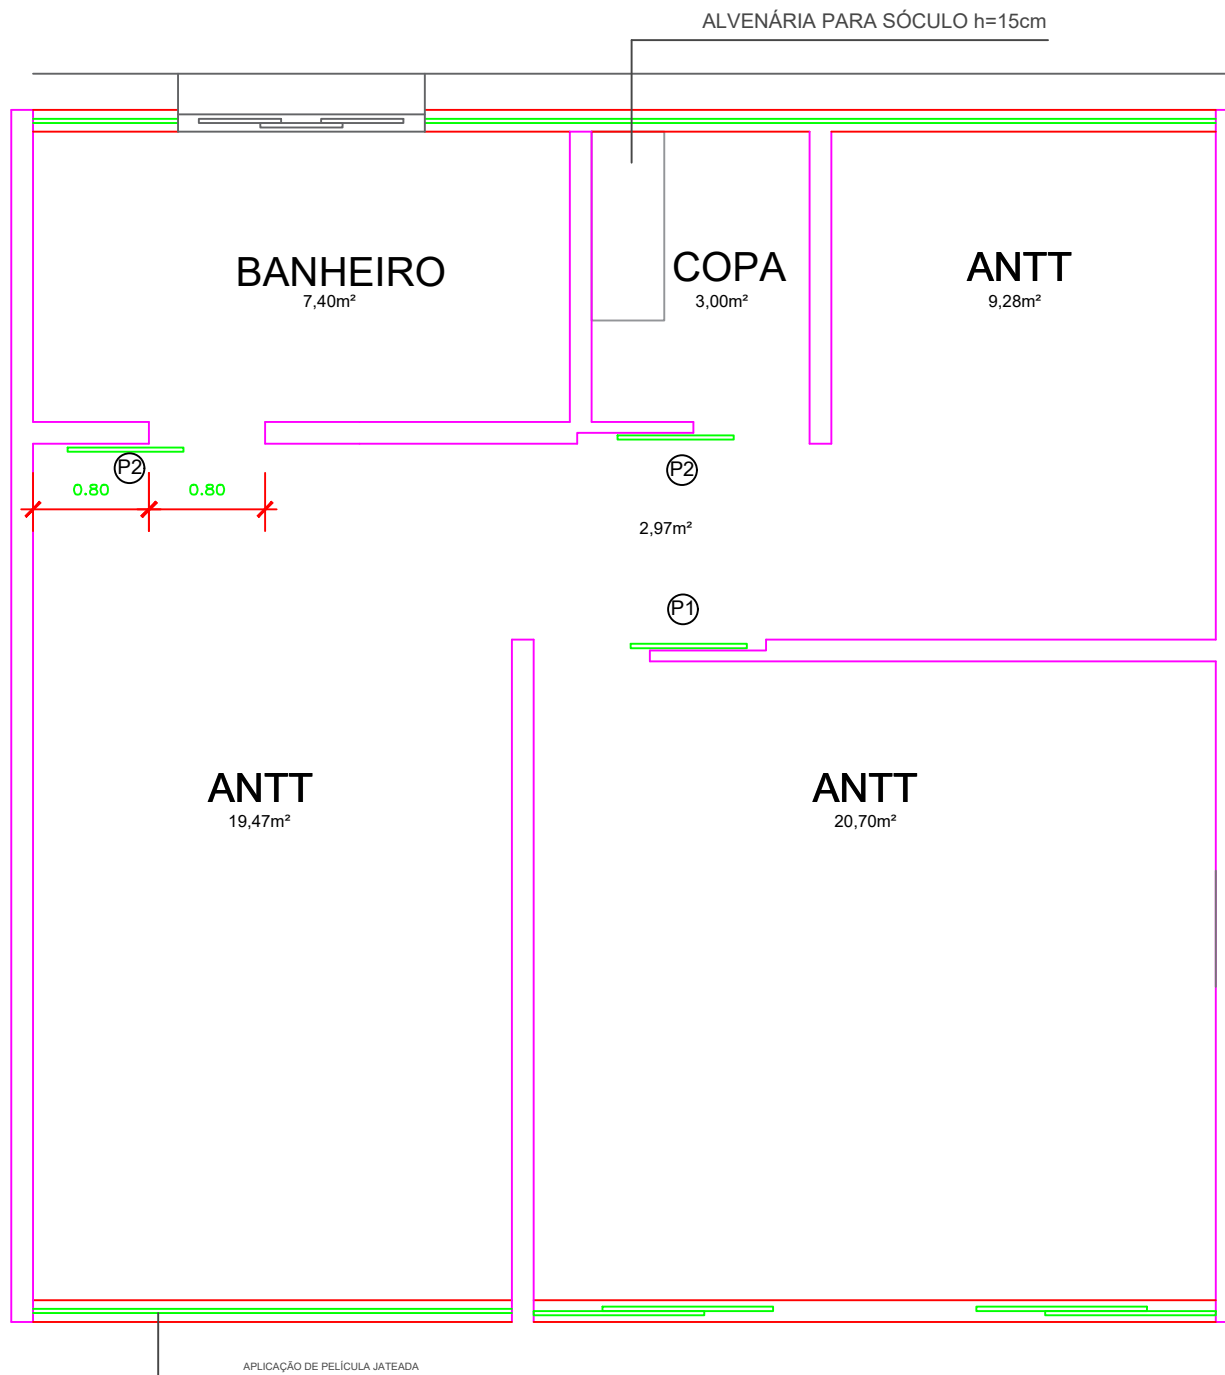 ALVENÁRIA PARA SÓCULO h=15cm
BANHEIRO
7,40m²
COPA
3,00m²
ANTT
9,28m²
P2
0.80
0.80
P2
2,97m²
P1
ANTT
19,47m²
ANTT
20,70m²
APLICAÇÃO DE PELÍCULA JATEADA